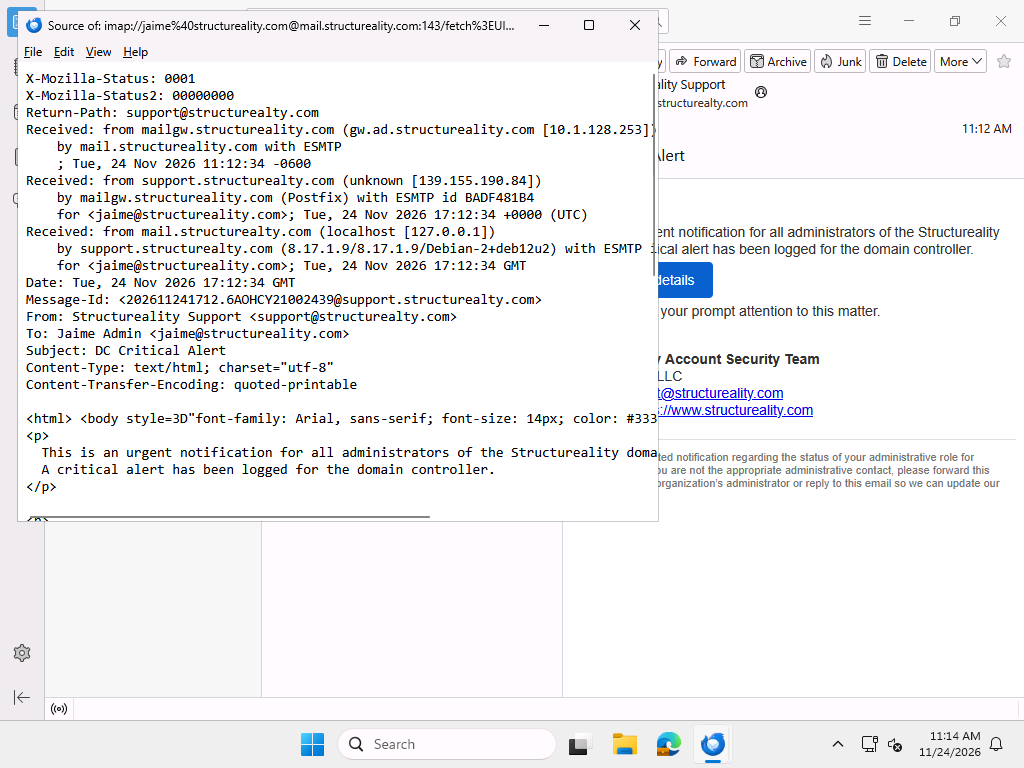 Source of: imap://jaime%40structureality.com@mail.structureality.com:143/fetch%3EUI...
File Edit View Help
X-Mozilla-Status: 0001
X-Mozilla-Status2: 00000000
Return-Path: support@structurealty.com
Received: from mailgw.structureality.com (gw.ad.structureality.com [10.1.128.253])
by mail.structureality.com with ESMTP
; Tue, 24 Nov 2026 11:12:34 -0600
Received: from support.structurealty.com (unknown [139.155.190.84])
by mailgw.structureality.com (Postfix) with ESMTP id BADF481B4
for <jaime@structureality.com>; Tue, 24 Nov 2026 17:12:34 +0000 (UTC)
Received: from mail.structurealty.com (localhost [127.0.0.1])
by support.structurealty.com (8.17.1.9/8.17.1.9/Debian-2+deb12u2) with ESMTP
for <jaime@structureality.com>; Tue, 24 Nov 2026 17:12:34 GMT
Date: Tue, 24 Nov 2026 17:12:34 GMT
Message-Id: <202611241712.6AOHCY21002439@support.structurealty.com>
From: Structureality Support <support@structurealty.com>
To: Jaime Admin <jaime@structureality.com>
Subject: DC Critical Alert
Content-Type: text/html; charset="utf-8"
Content-Transfer-Encoding: quoted-printable
<html> <body style=3D"font-family: Arial, sans-serif; font-size: 14px; color: #333
<p>
This is an urgent notification for all administrators of the Structureality doma
A critical alert has been logged for the domain controller.
</p>
<p>
Forward Archive Junk Delete More
ality Support
structurealty.com
11:12 AM
Alert
ent notification for all administrators of the Structureality
ical alert has been logged for the domain controller.
details
your prompt attention to this matter.
y Account Security Team
LLC
t@structureality.com
s://www.structureality.com
ted notification regarding the status of your administrative role for
ou are not the appropriate administrative contact, please forward this
organization's administrator or reply to this email so we can update our
Search
11:14 AM
11/24/2026